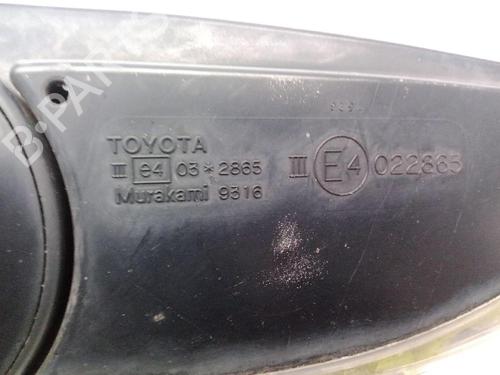 B-PARTS
TOYOTA
III e4 03*2865
Murakami 9316
III E4 022865